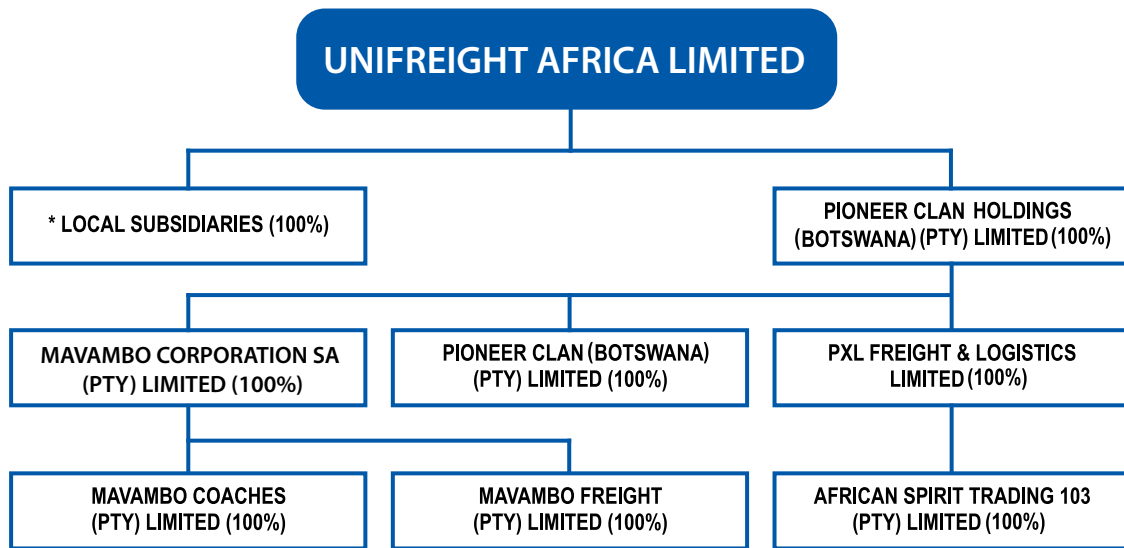 UNIFREIGHT AFRICA LIMITED
* LOCAL SUBSIDIARIES (100%)
PIONEER CLAN HOLDINGS
(BOTSWANA) (PTY) LIMITED (100%)
MAVAMBO CORPORATION SA
(PTY) LIMITED (100%)
PIONEER CLAN (BOTSWANA)
(PTY) LIMITED (100%)
PXL FREIGHT & LOGISTICS
LIMITED (100%)
MAVAMBO COACHES
(PTY) LIMITED (100%)
MAVAMBO FREIGHT
(PTY) LIMITED (100%)
AFRICAN SPIRIT TRADING 103
(PTY) LIMITED (100%)